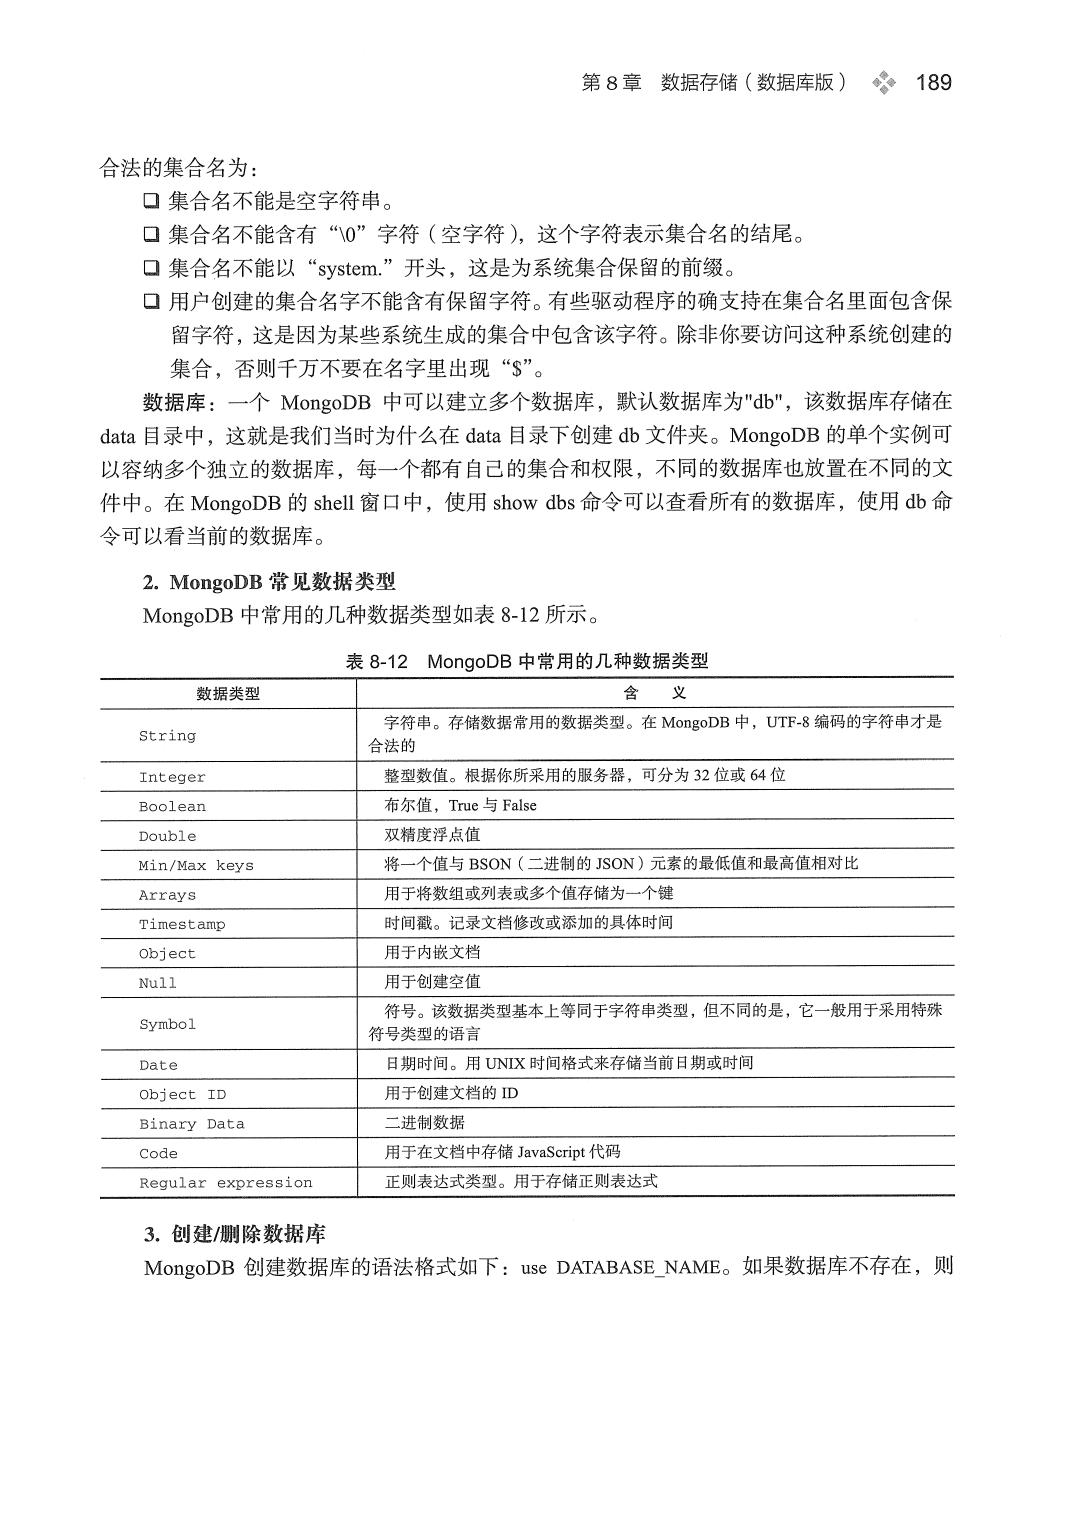 第 8 章 数据存储（数据库版） 189
合法的集合名为：
❑ 集合名不能是空字符串。
❑ 集合名不能含有“\0”字符（空字符），这个字符表示集合名的结尾。
❑ 集合名不能以“system.”开头，这是为系统集合保留的前缀。
❑ 用户创建的集合名字不能含有保留字符。有些驱动程序的确支持在集合名里面包含保
留字符，这是因为某些系统生成的集合中包含该字符。除非你要访问这种系统创建的
集合，否则千万不要在名字里出现“$”。
数据库：一个 MongoDB 中可以建立多个数据库，默认数据库为"db"，该数据库存储在
data 目录中，这就是我们当时为什么在 data 目录下创建 db 文件夹。MongoDB 的单个实例可
以容纳多个独立的数据库，每一个都有自己的集合和权限，不同的数据库也放置在不同的文
件中。在 MongoDB 的 shell 窗口中，使用 show dbs 命令可以查看所有的数据库，使用 db 命
令可以看当前的数据库。
2. MongoDB 常见数据类型
MongoDB 中常用的几种数据类型如表 8-12 所示。
表 8-12 MongoDB 中常用的几种数据类型
数据类型 含 义
String 字符串。存储数据常用的数据类型。在 MongoDB 中，UTF-8 编码的字符串才是
合法的
Integer 整型数值。根据你所采用的服务器，可分为 32 位或 64 位
Boolean 布尔值，True 与 False
Double 双精度浮点值
Min/Max keys 将一个值与 BSON（二进制的 JSON）元素的最低值和最高值相对比
Arrays 用于将数组或列表或多个值存储为一个键
Timestamp 时间戳。记录文档修改或添加的具体时间
Object 用于内嵌文档
Null 用于创建空值
Symbol 符号。该数据类型基本上等同于字符串类型，但不同的是，它一般用于采用特殊
符号类型的语言
Date 日期时间。用 UNIX 时间格式来存储当前日期或时间
Object ID 用于创建文档的 ID
Binary Data 二进制数据
Code 用于在文档中存储 JavaScript 代码
Regular expression 正则表达式类型。用于存储正则表达式
3. 创建/删除数据库
MongoDB 创建数据库的语法格式如下：use DATABASE_NAME。如果数据库不存在，则